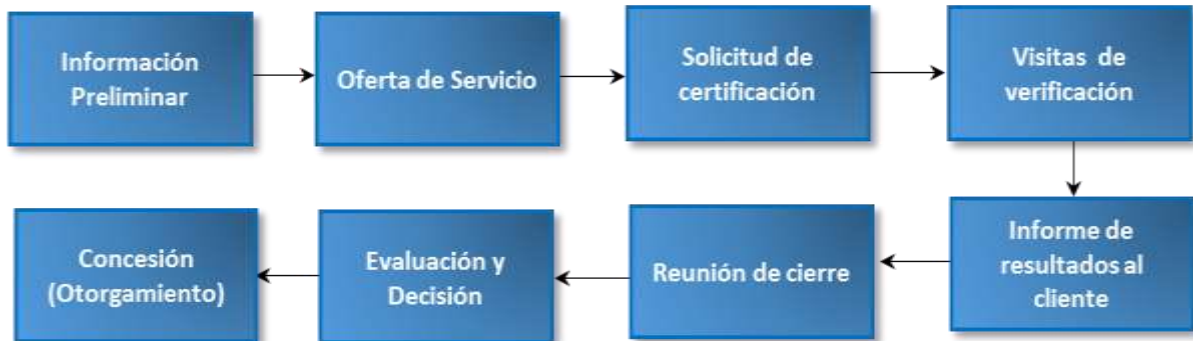 Información
Preliminar
Oferta de Servicio
Solicitud de
certificación
Visitas de
verificación
Informe de
resultados al
cliente
Reunión de cierre
Evaluación y
Decisión
Concesión
(Otorgamiento)